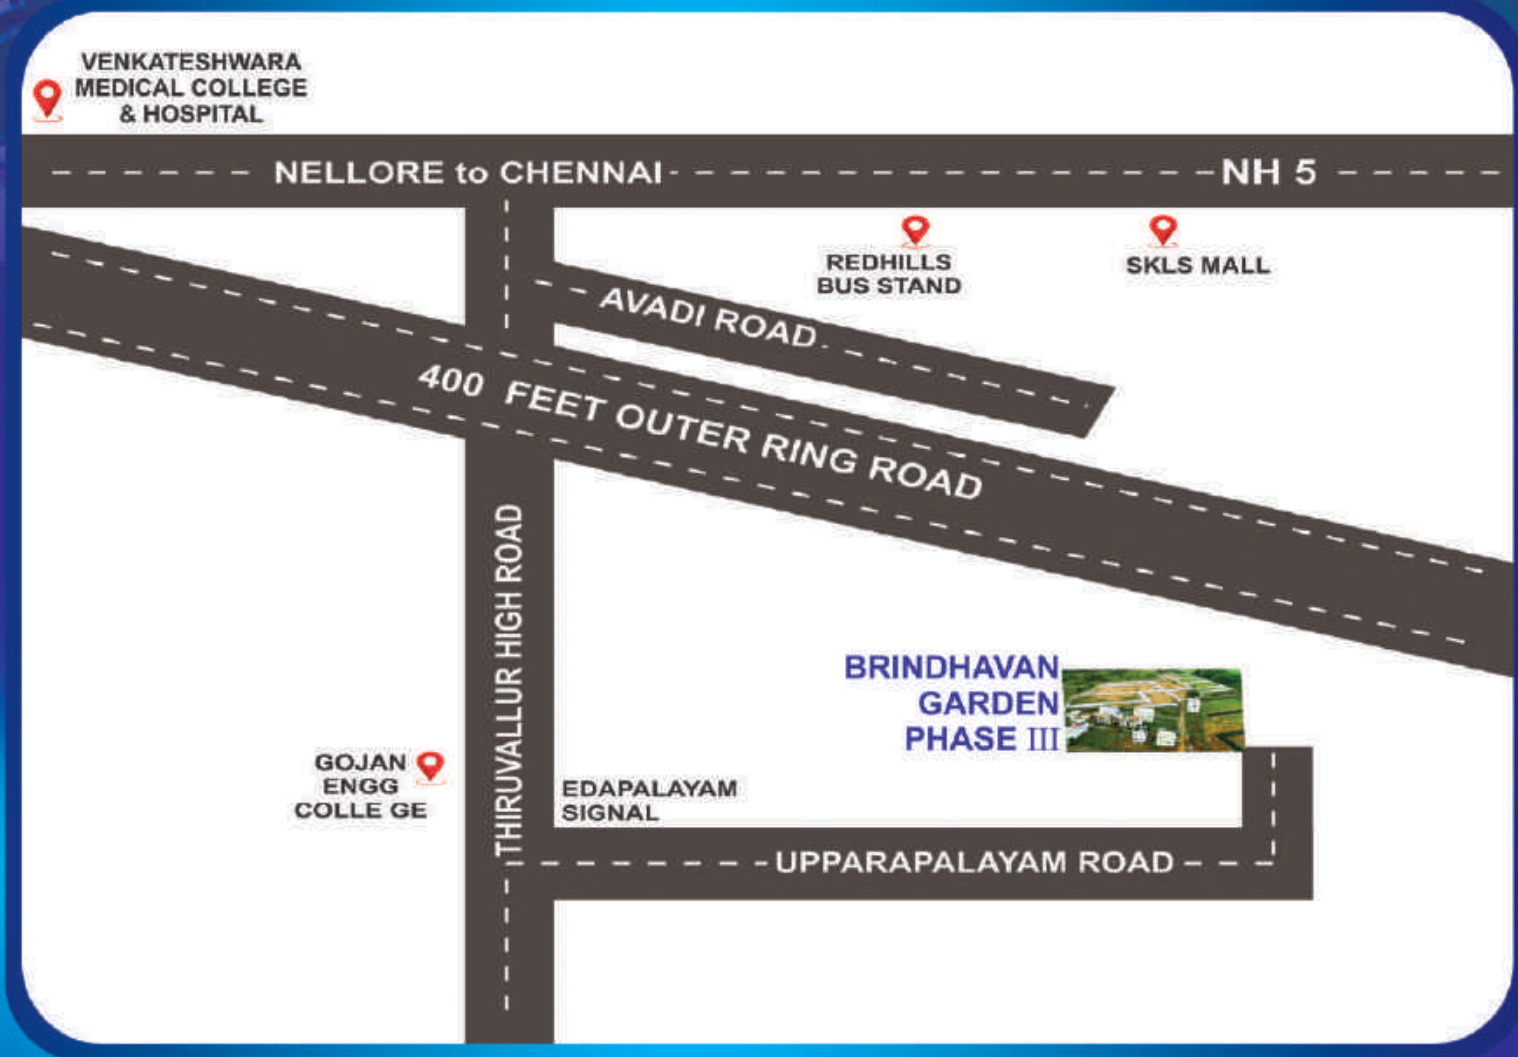 VENKATESHWARA
MEDICAL COLLEGE
& HOSPITAL
NELLORE to CHENNAI
NH 5
REDHILLS
BUS STAND
SKLS MALL
AVADI ROAD
400 FEET OUTER RING ROAD
THIRUVALLUR HIGH ROAD
BRINDHAVAN
GARDEN
PHASE III
GOJAN
ENGG
COLLE GE
EDAPALAYAM
SIGNAL
UPPARAPALAYAM ROAD